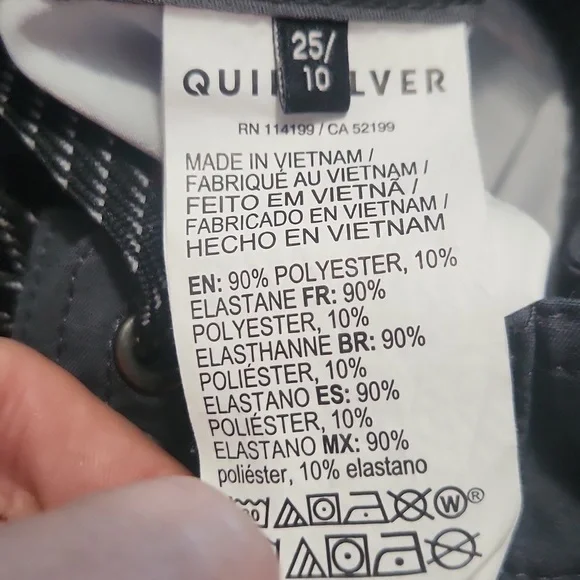 25/
10
QUI LVER
RN 114199 / CA 52199
MADE IN VIETNAM /
FABRIQUÉ AU VIETNAM /
FEITO EM VIETNÃ /
FABRICADO EN VIETNAM /
HECHO EN VIETNAM
EN: 90% POLYESTER, 10%
ELASTANE FR: 90%
POLYESTER, 10%
ELASTHANNE BR: 90%
POLIÉSTER, 10%
ELASTANO ES: 90%
POLIÉSTER, 10%
ELASTANO MX: 90%
poliéster, 10% elastano
W®